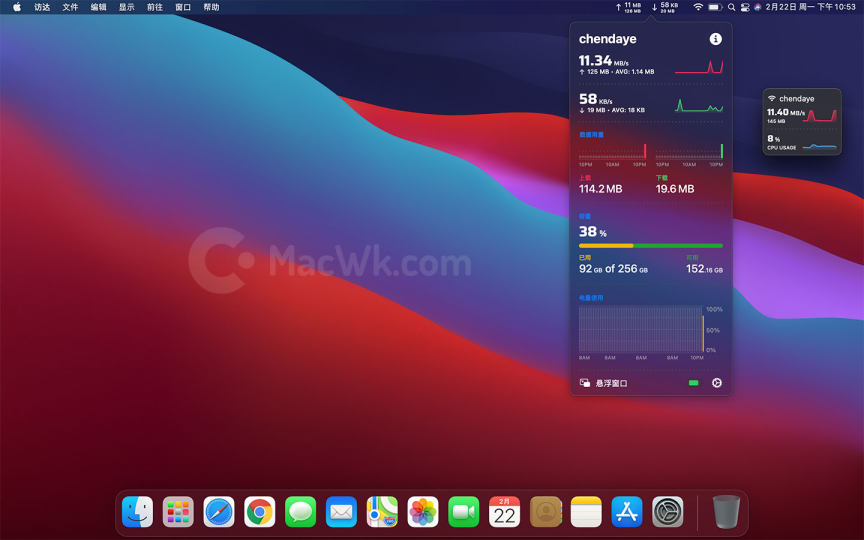 访达 文件 编辑 显示 前往 窗口 帮助
↑ 11 MB ↓ 58 KB 2月22日 周一 下午 10:53
126 MB 20 MB
chendaye
11.34 MB/s
↑ 125 MB • AVG: 1.14 MB
58 KB/s
↓ 19 MB • AVG: 18 KB
数据用量
10PM 10AM 10PM 10PM 10AM 10PM
上载 下载
114.2 MB 19.6 MB
容量
38 %
已用 可用
92 GB of 256 GB 152.16 GB
电量使用
100%
50%
0%
8AM 8AM 8AM 8AM 10PM
悬浮窗口
chendaye
11.40 MB/s
145 MB
8 %
CPU USAGE
MacWk.com
2月
22